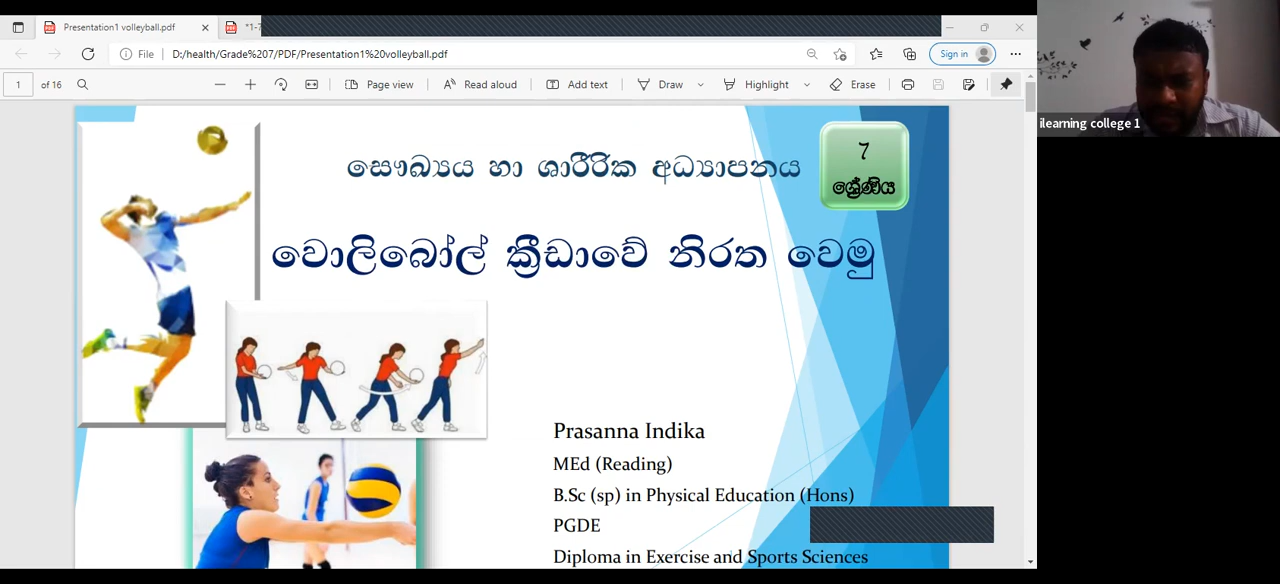 Presentation1 volleyball.pdf
File
D:/health/Grade%207/PDF/Presentation1%20volleyball.pdf
Sign in
1 of 16
Page view
Read aloud
Add text
Draw
Highlight
Erase
ilearning college 1
සෞඛ්‍යය හා ශාරීරික අධ්‍යාපනය
7
ශ්‍රේණිය
වොලිබෝල් ක්‍රීඩාවේ නිරත වෙමු
Prasanna Indika
MEd (Reading)
B.Sc (sp) in Physical Education (Hons)
PGDE
Diploma in Exercise and Sports Sciences